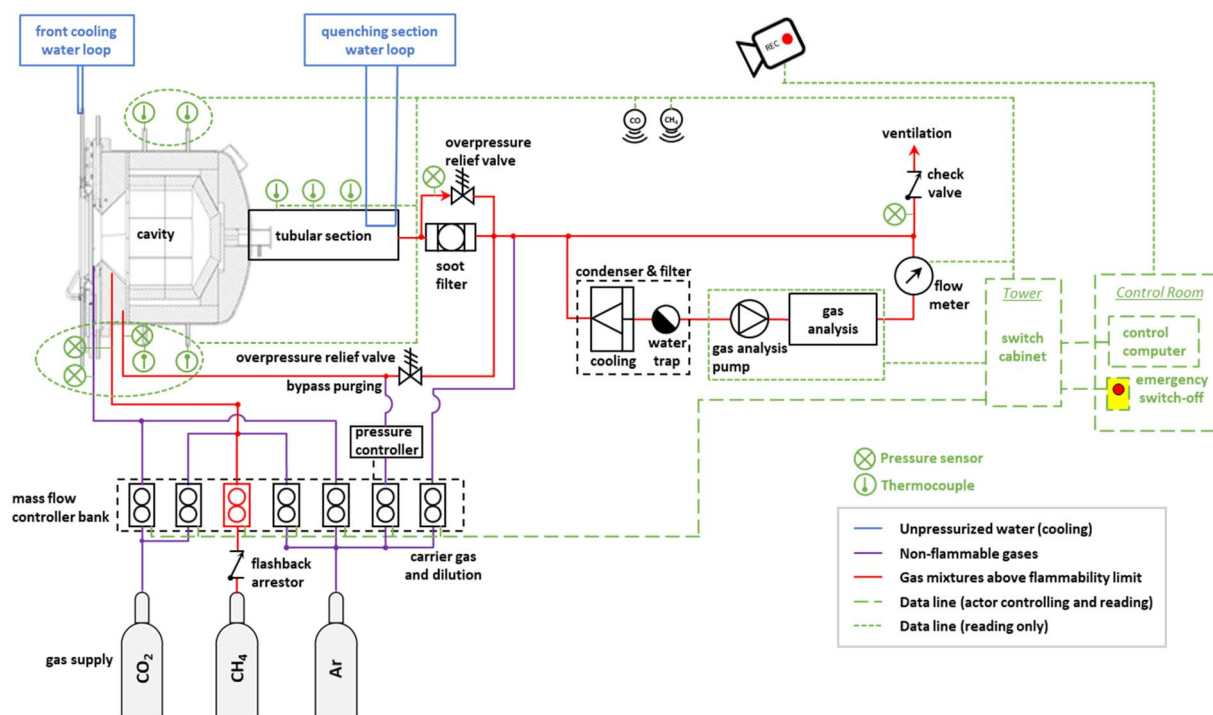 front cooling
water loop
quenching section
water loop
REC
CO
CH4
ventilation
overpressure
relief valve
check
valve
cavity
tubular section
soot
filter
condenser & filter
cooling
water
trap
gas analysis
pump
gas
analysis
flow
meter
Tower
switch
cabinet
Control Room
control
computer
emergency
switch-off
overpressure relief valve
bypass purging
pressure
controller
mass flow
controller bank
flashback
arrestor
carrier gas
and dilution
gas supply
CO2
CH4
Ar
Pressure sensor
Thermocouple
Unpressurized water (cooling)
Non-flammable gases
Gas mixtures above flammability limit
Data line (actor controlling and reading)
Data line (reading only)